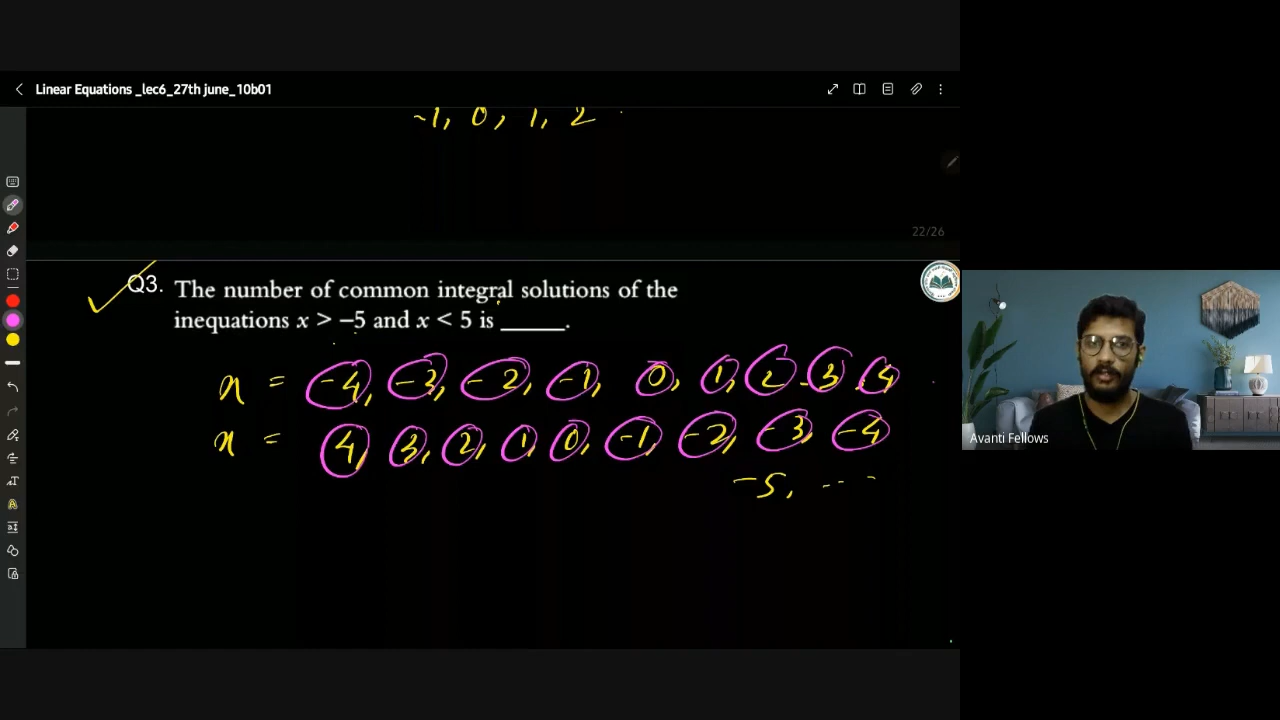 Linear Equations _lec6_27th june_10b01
-1, 0, 1, 2
22/26
Q3. The number of common integral solutions of the
inequations x > –5 and x < 5 is _____.
x = -4, -3, -2, -1, 0, 1, 2, 3, 4
x = 4, 3, 2, 1, 0, -1, -2, -3, -4
-5, ---
Avanti Fellows